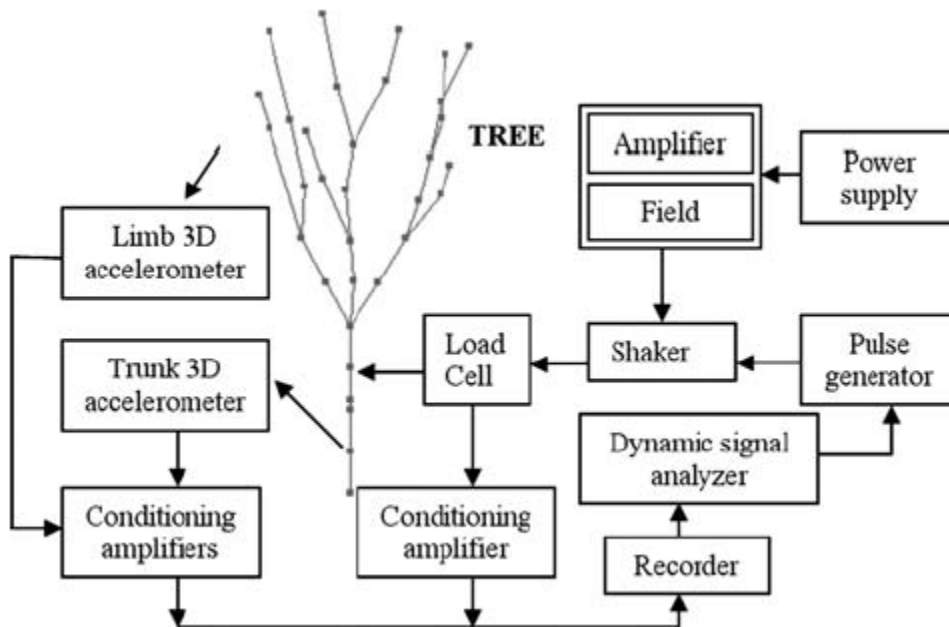 TREE
Amplifier
Field
Power
supply
Limb 3D
accelerometer
Load
Cell
Shaker
Pulse
generator
Trunk 3D
accelerometer
Dynamic signal
analyzer
Conditioning
amplifiers
Conditioning
amplifier
Recorder